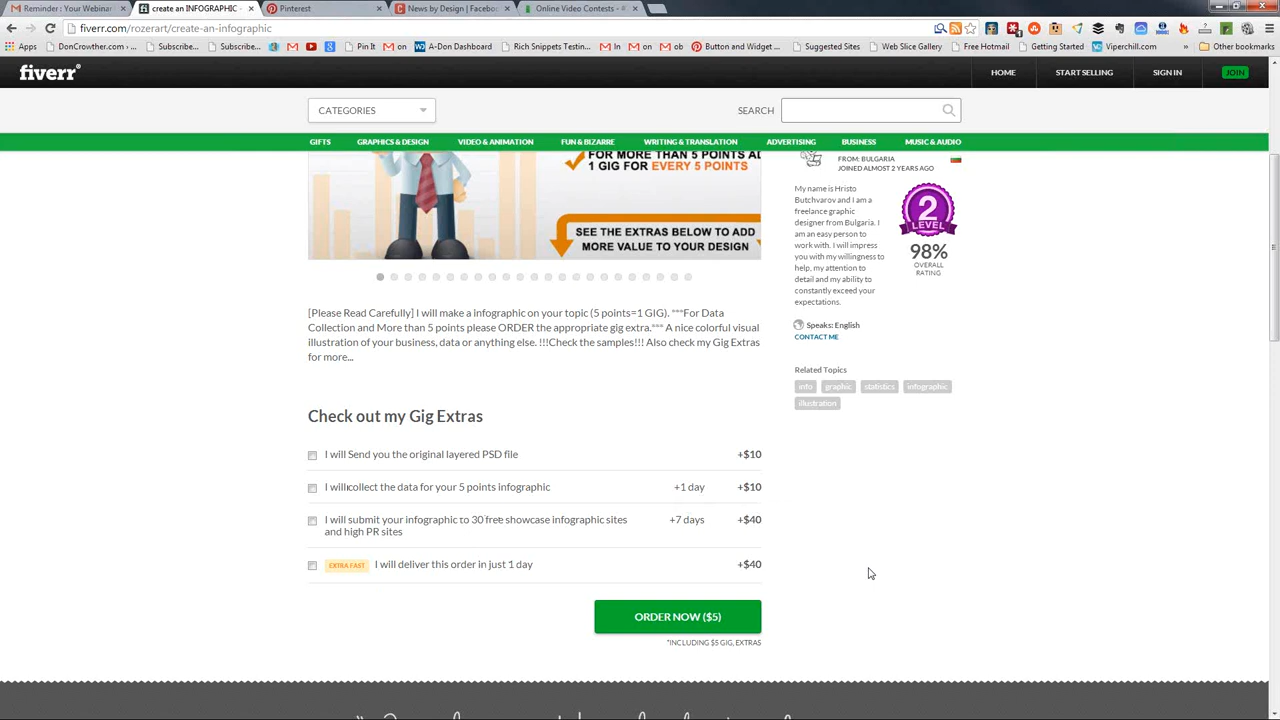 Reminder : Your Webinar
create an INFOGRAPHIC -
Pinterest
News by Design | Facebo
Online Video Contests - #
fiverr.com/rozerart/create-an-infographic
Apps DonCrowther.com - Subscribe... Subscribe... Pin It on A-Don Dashboard Rich Snippets Testin... In on ob Button and Widget ... Suggested Sites Web Slice Gallery Free Hotmail Getting Started Viperchill.com » Other bookmarks
fiverr®
HOME START SELLING SIGN IN JOIN
CATEGORIES SEARCH
GIFTS GRAPHICS & DESIGN VIDEO & ANIMATION FUN & BIZARRE WRITING & TRANSLATION ADVERTISING BUSINESS MUSIC & AUDIO
FOR MORE THAN 5 POINTS AD
1 GIG FOR EVERY 5 POINTS
SEE THE EXTRAS BELOW TO ADD
MORE VALUE TO YOUR DESIGN
FROM: BULGARIA
JOINED ALMOST 2 YEARS AGO
My name is Hristo
Butchvarov and I am a
freelance graphic
designer from Bulgaria. I
am an easy person to
work with. I will impress
you with my willingness to
help, my attention to
detail and my ability to
constantly exceed your
expectations.
2
LEVEL
98%
OVERALL
RATING
Speaks: English
CONTACT ME
Related Topics
info graphic statistics infographic
illustration
[Please Read Carefully] I will make a infographic on your topic (5 points=1 GIG). ***For Data
Collection and More than 5 points please ORDER the appropriate gig extra.*** A nice colorful visual
illustration of your business, data or anything else. !!!Check the samples!!! Also check my Gig Extras
for more...
Check out my Gig Extras
I will Send you the original layered PSD file +$10
I will collect the data for your 5 points infographic +1 day +$10
I will submit your infographic to 30 free showcase infographic sites +7 days +$40
and high PR sites
EXTRA FAST I will deliver this order in just 1 day +$40
ORDER NOW ($5)
*INCLUDING $5 GIG, EXTRAS